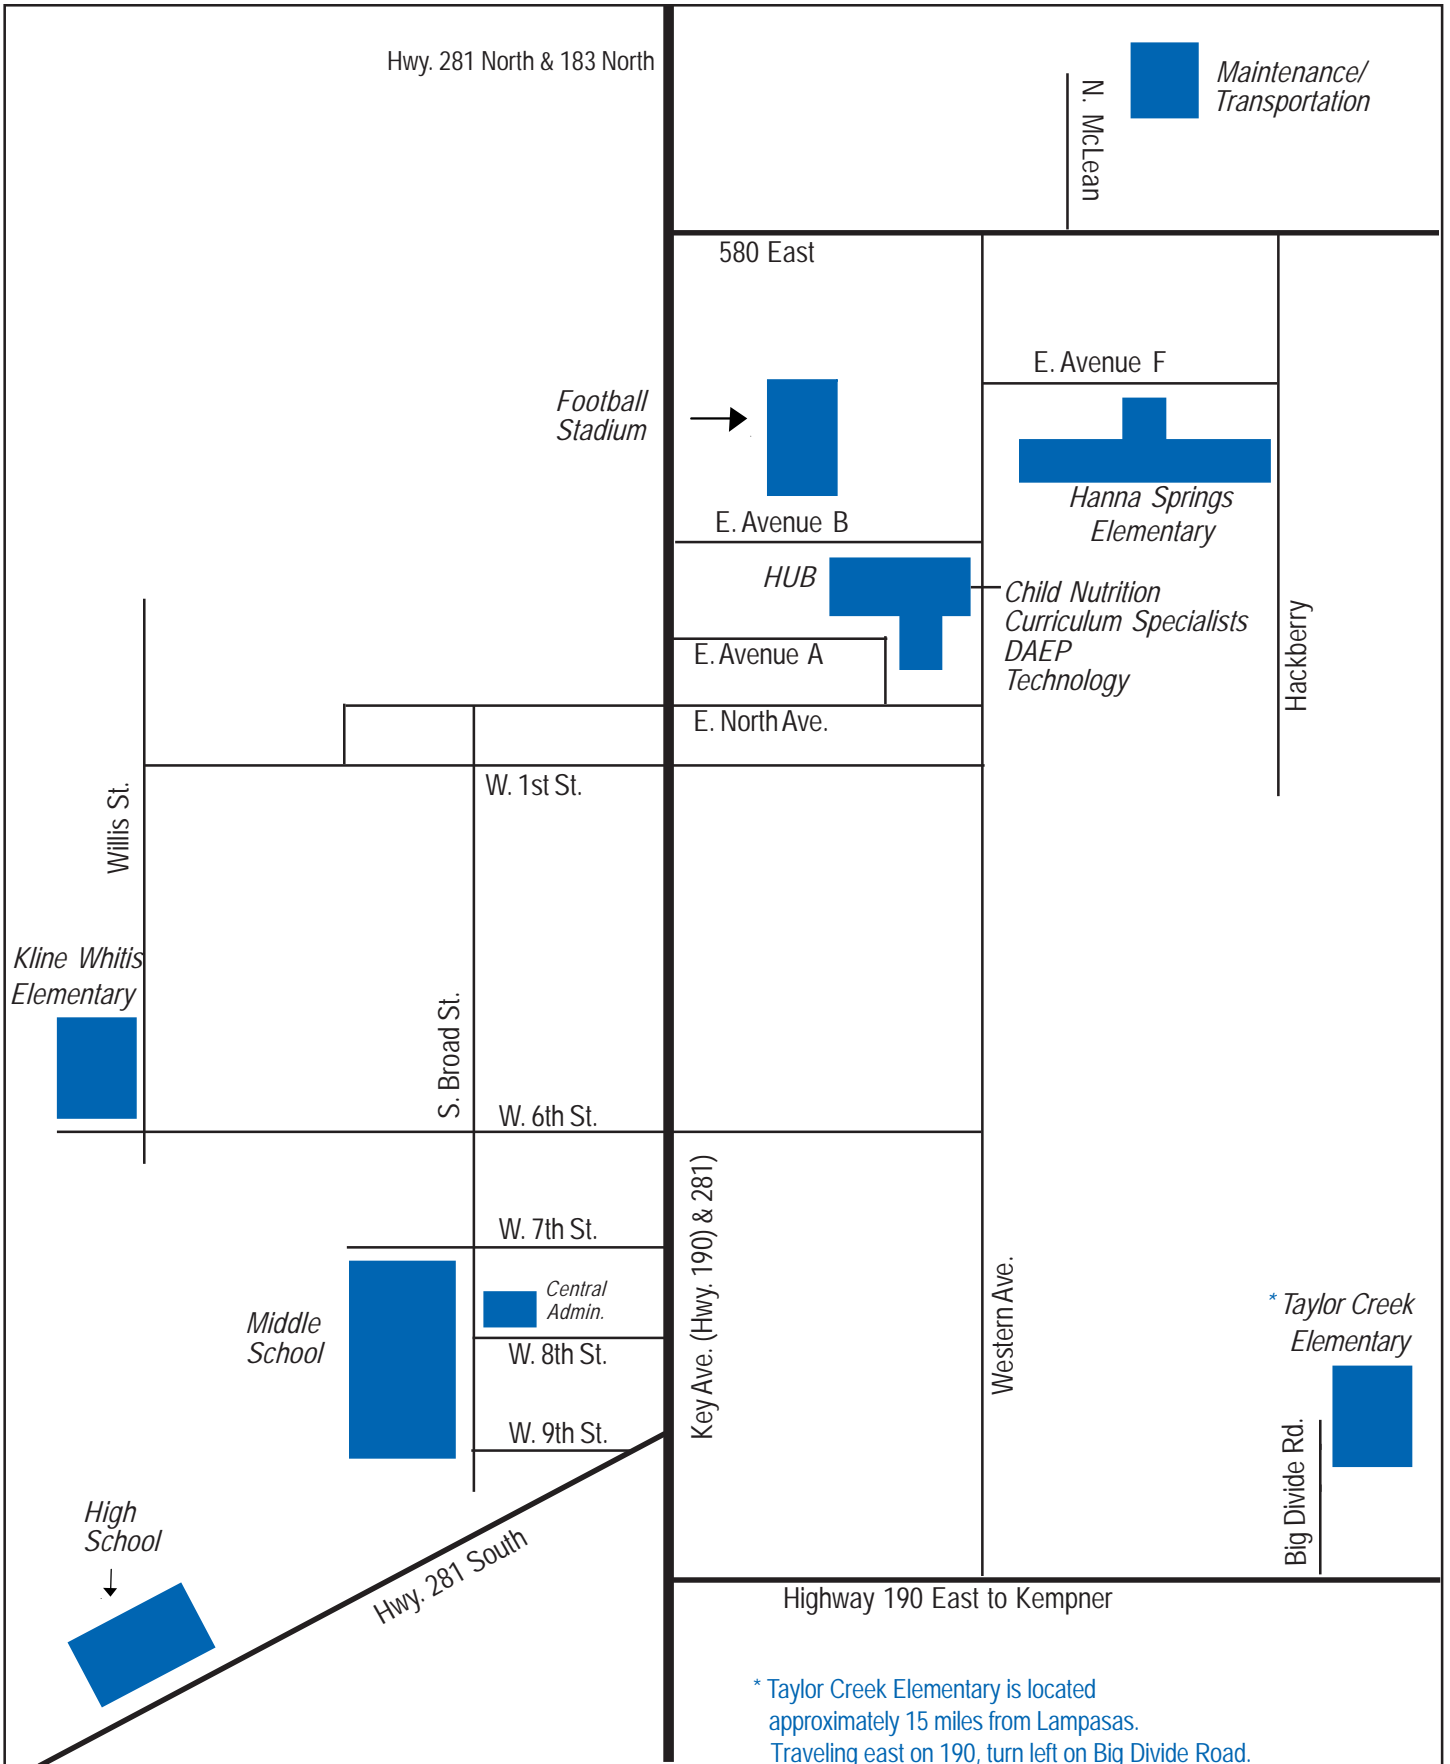 Hwy. 281 North & 183 North
Maintenance/
Transportation
N. McLean
580 East
E. Avenue F
Football
Stadium
Hanna Springs
Elementary
E. Avenue B
HUB
Child Nutrition
Curriculum Specialists
DAEP
Technology
Hackberry
E. Avenue A
E. North Ave.
W. 1st St.
Willis St.
Kline Whitis
Elementary
S. Broad St.
W. 6th St.
Key Ave. (Hwy. 190) & 281)
W. 7th St.
Central
Admin.
Middle
School
W. 8th St.
Western Ave.
* Taylor Creek
Elementary
W. 9th St.
Big Divide Rd.
High
School
Hwy. 281 South
Highway 190 East to Kempner
* Taylor Creek Elementary is located
approximately 15 miles from Lampasas.
Traveling east on 190, turn left on Big Divide Road.